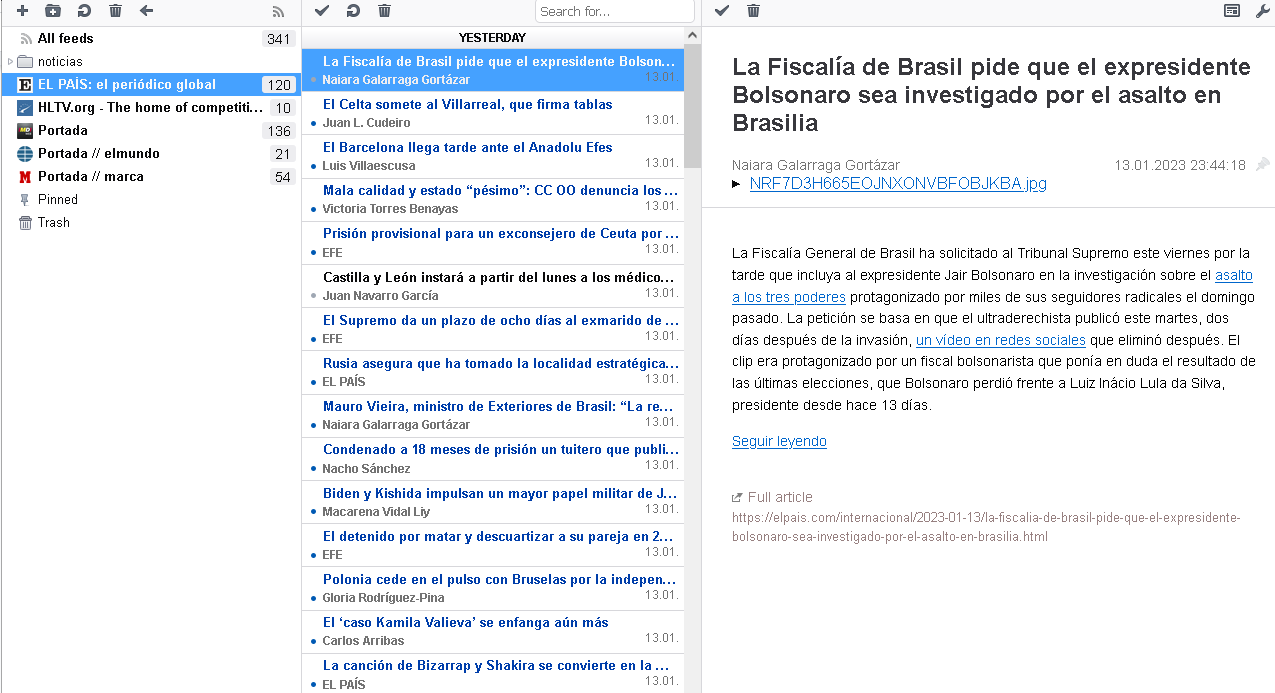 Search for...
All feeds 341
noticias
EL PAÍS: el periódico global 120
HLTV.org - The home of competiti... 10
Portada 136
Portada // elmundo 21
Portada // marca 54
Pinned
Trash
YESTERDAY
La Fiscalía de Brasil pide que el expresidente Bolson...
Naiara Galarraga Gortázar 13.01.
El Celta somete al Villarreal, que firma tablas
Juan L. Cudeiro 13.01.
El Barcelona llega tarde ante el Anadolu Efes
Luis Villaescusa 13.01.
Mala calidad y estado “pésimo”: CC OO denuncia los ...
Victoria Torres Benayas 13.01.
Prisión provisional para un exconsejero de Ceuta por ...
EFE 13.01.
Castilla y León instará a partir del lunes a los médico...
Juan Navarro García 13.01.
El Supremo da un plazo de ocho días al exmarido de ...
EFE 13.01.
Rusia asegura que ha tomado la localidad estratégica...
EL PAÍS 13.01.
Mauro Vieira, ministro de Exteriores de Brasil: “La re...
Naiara Galarraga Gortázar 13.01.
Condenado a 18 meses de prisión un tuitero que publi...
Nacho Sánchez 13.01.
Biden y Kishida impulsan un mayor papel militar de J...
Macarena Vidal Liy 13.01.
El detenido por matar y descuartizar a su pareja en 2...
EFE 13.01.
Polonia cede en el pulso con Bruselas por la indepen...
Gloria Rodríguez-Pina 13.01.
El ‘caso Kamila Valieva’ se enfanga aún más
Carlos Arribas 13.01.
La canción de Bizarrap y Shakira se convierte en la ...
EL PAÍS 13.01.
La Fiscalía de Brasil pide que el expresidente
Bolsonaro sea investigado por el asalto en
Brasilia
Naiara Galarraga Gortázar 13.01.2023 23:44:18
NRF7D3H665EOJNXONVBFOBJKBA.jpg
La Fiscalía General de Brasil ha solicitado al Tribunal Supremo este viernes por la
tarde que incluya al expresidente Jair Bolsonaro en la investigación sobre el asalto
a los tres poderes protagonizado por miles de sus seguidores radicales el domingo
pasado. La petición se basa en que el ultraderechista publicó este martes, dos
días después de la invasión, un vídeo en redes sociales que eliminó después. El
clip era protagonizado por un fiscal bolsonarista que ponía en duda el resultado de
las últimas elecciones, que Bolsonaro perdió frente a Luiz Inácio Lula da Silva,
presidente desde hace 13 días.
Seguir leyendo
Full article
https://elpais.com/internacional/2023-01-13/la-fiscalia-de-brasil-pide-que-el-expresidente-
bolsonaro-sea-investigado-por-el-asalto-en-brasilia.html